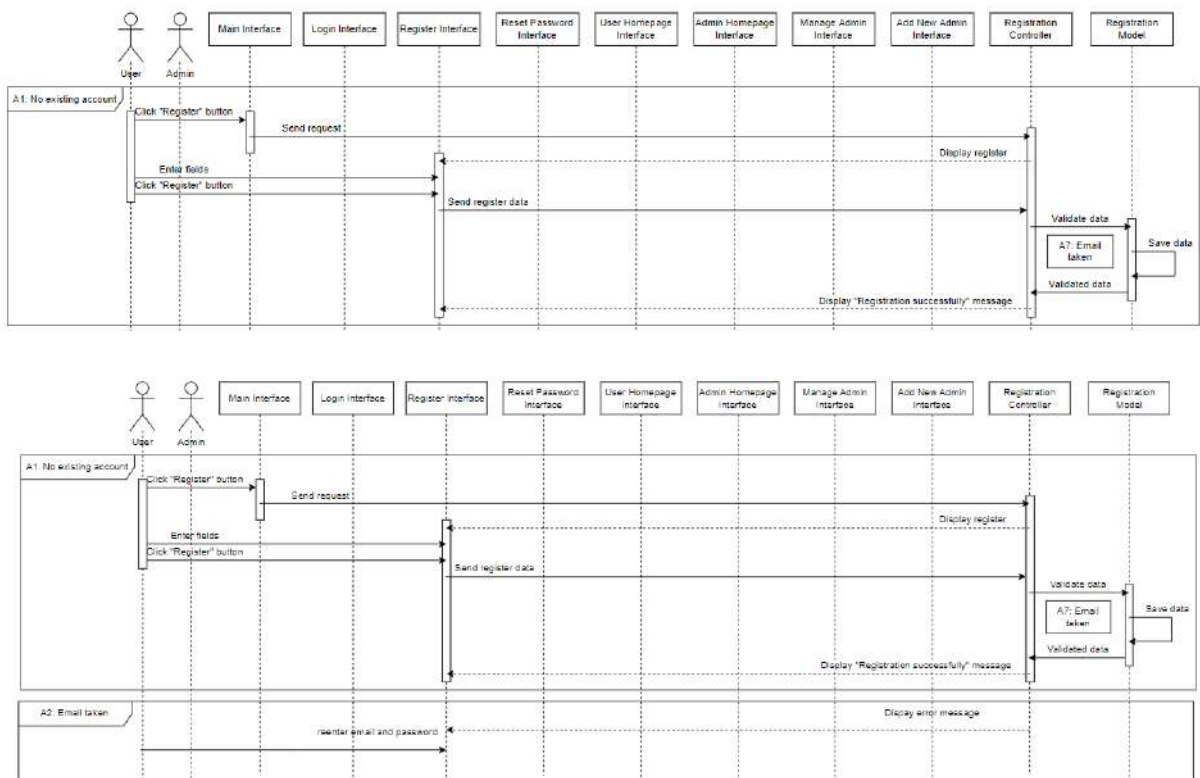 Main Interface
Login Interface
Register Interface
Reset Password
Interface
User Homepage
Interface
Admin Homepage
Interface
Manage Admin
Interface
Add New Admin
Interface
Registration
Controller
Registration
Model
User
Admin
A1: No existing account
Click "Register" button
Send request
Display register
Enter fields
Click "Register" button
Send register data
Validate data
A7: Email
taken
Save data
Validated data
Display "Registration successfully" message
Main Interface
Login Interface
Register Interface
Reset Password
Interface
User Homepage
Interface
Admin Homepage
Interface
Manage Admin
Interface
Add New Admin
Interface
Registration
Controller
Registration
Model
User
Admin
A1: No existing account
Click "Register" button
Send request
Display register
Enter fields
Click "Register" button
Send register data
Validate data
A7: Email
taken
Save data
Validated data
Display "Registration successfully" message
A2: Email taken
Display error message
reenter email and password